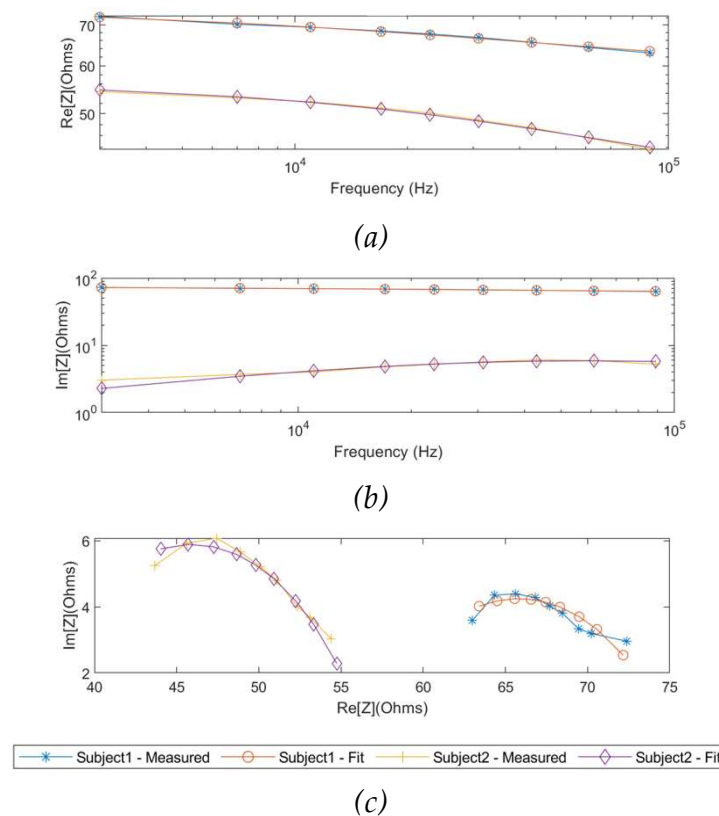 70
60
50
Re[Z](Ohms)
10^4
10^5
Frequency (Hz)
(a)
10^2
10^1
10^0
Im[Z](Ohms)
10^4
10^5
Frequency (Hz)
(b)
6
4
2
Im[Z](Ohms)
40 45 50 55 60 65 70 75
Re[Z](Ohms)
Subject1 - Measured Subject1 - Fit Subject2 - Measured Subject2 - Fit
(c)